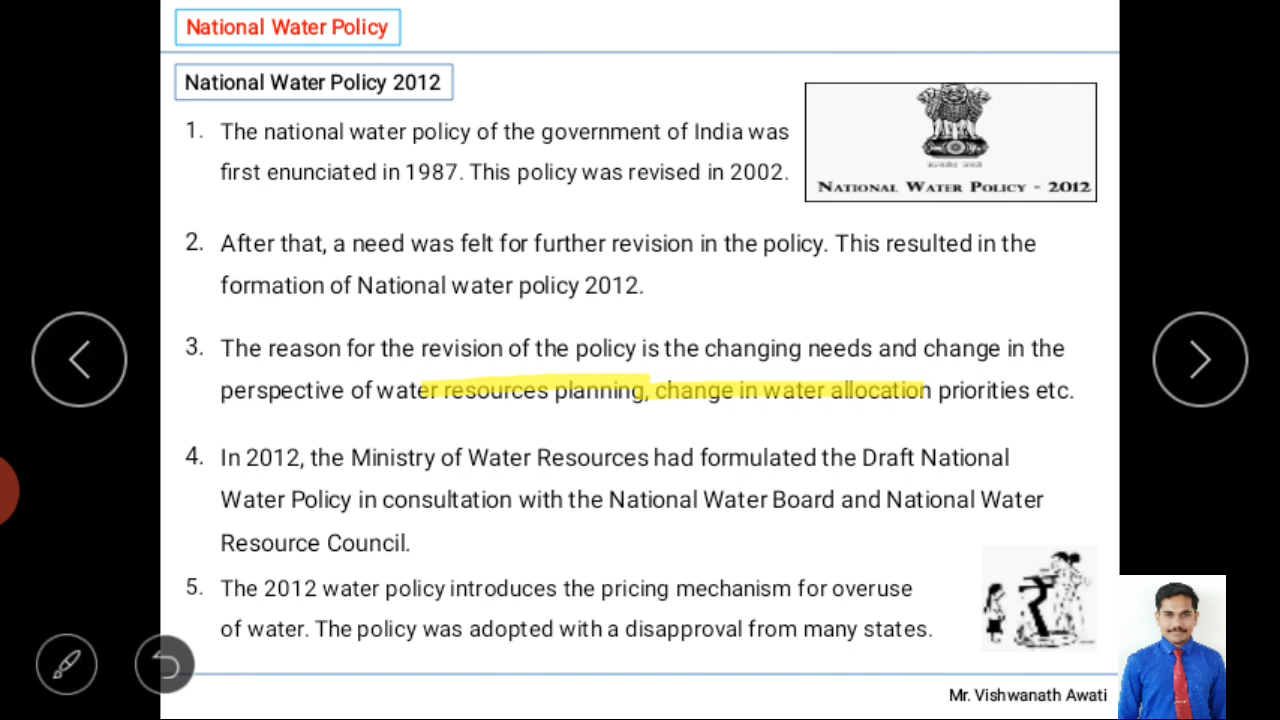 National Water Policy
National Water Policy 2012
1. The national water policy of the government of India was
first enunciated in 1987. This policy was revised in 2002.
NATIONAL WATER POLICY - 2012
2. After that, a need was felt for further revision in the policy. This resulted in the
formation of National water policy 2012.
3. The reason for the revision of the policy is the changing needs and change in the
perspective of water resources planning, change in water allocation priorities etc.
4. In 2012, the Ministry of Water Resources had formulated the Draft National
Water Policy in consultation with the National Water Board and National Water
Resource Council.
5. The 2012 water policy introduces the pricing mechanism for overuse
of water. The policy was adopted with a disapproval from many states.
Mr. Vishwanath Awati